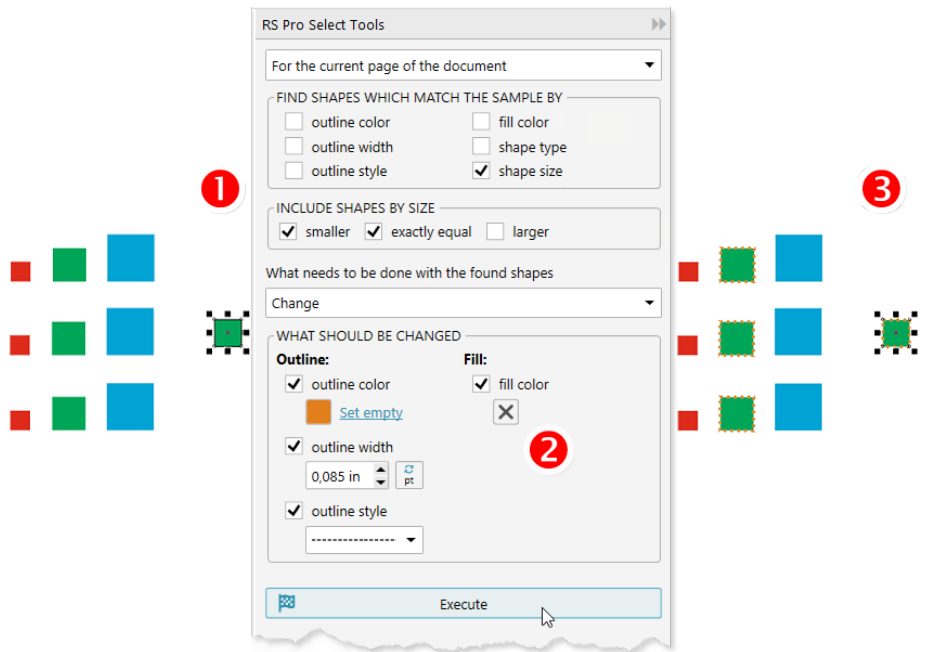 RS Pro Select Tools
For the current page of the document
FIND SHAPES WHICH MATCH THE SAMPLE BY
outline color fill color
outline width shape type
outline style shape size
1
3
INCLUDE SHAPES BY SIZE
smaller exactly equal larger
What needs to be done with the found shapes
Change
WHAT SHOULD BE CHANGED
Outline: Fill:
outline color fill color
Set empty
2
outline width
0,085 in pt
outline style
Execute